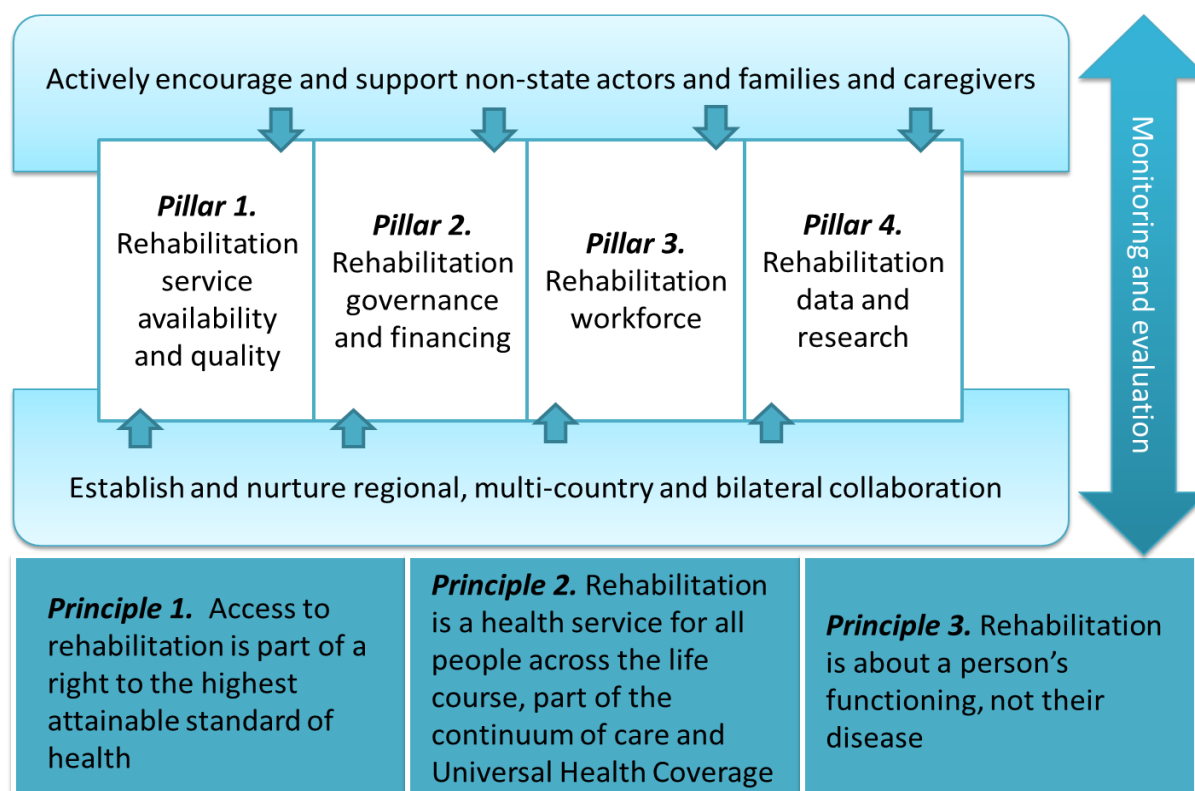 Actively encourage and support non-state actors and families and caregivers
Pillar 1.
Rehabilitation
service
availability
and quality
Pillar 2.
Rehabilitation
governance
and financing
Pillar 3.
Rehabilitation
workforce
Pillar 4.
Rehabilitation
data and
research
Monitoring and evaluation
Establish and nurture regional, multi-country and bilateral collaboration
Principle 1. Access to
rehabilitation is part of a
right to the highest
attainable standard of
health
Principle 2. Rehabilitation
is a health service for all
people across the life
course, part of the
continuum of care and
Universal Health Coverage
Principle 3. Rehabilitation
is about a person’s
functioning, not their
disease